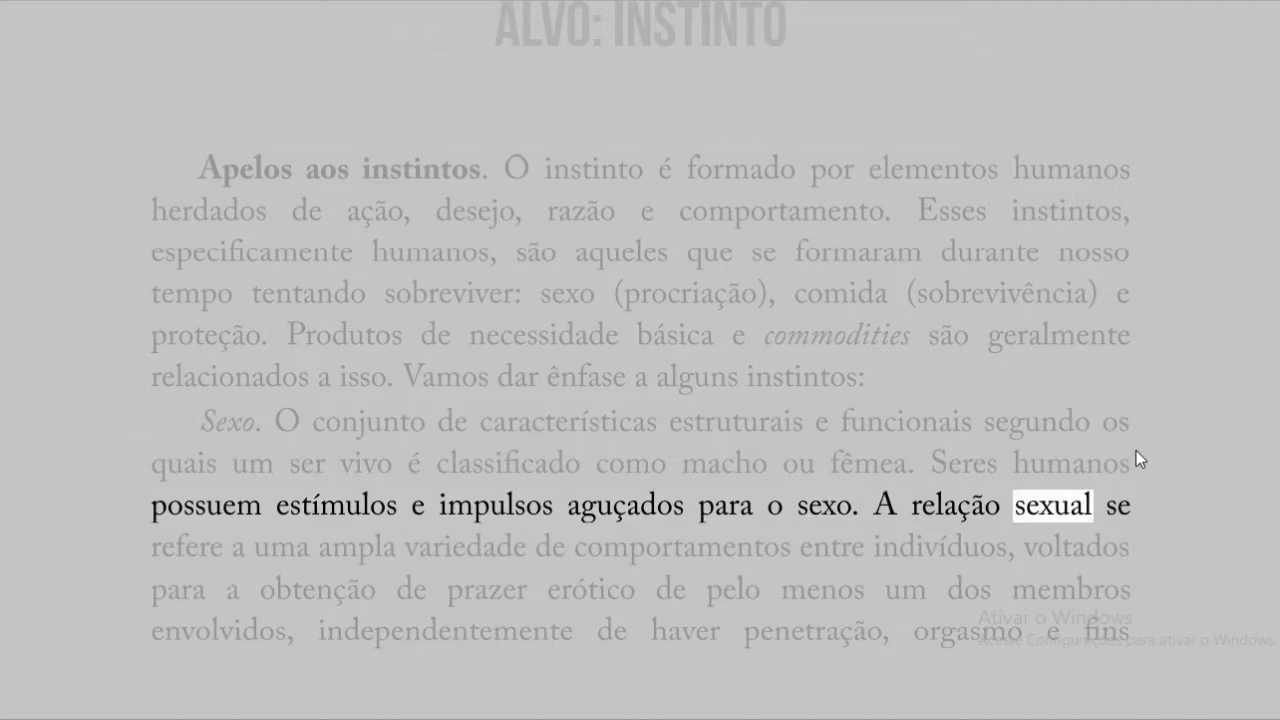 ALVO: INSTINTO
Apelos aos instintos. O instinto é formado por elementos humanos
herdados de ação, desejo, razão e comportamento. Esses instintos,
especificamente humanos, são aqueles que se formaram durante nosso
tempo tentando sobreviver: sexo (procriação), comida (sobrevivência) e
proteção. Produtos de necessidade básica e commodities são geralmente
relacionados a isso. Vamos dar ênfase a alguns instintos:
Sexo. O conjunto de características estruturais e funcionais segundo os
quais um ser vivo é classificado como macho ou fêmea. Seres humanos
possuem estímulos e impulsos aguçados para o sexo. A relação sexual se
refere a uma ampla variedade de comportamentos entre indivíduos, voltados
para a obtenção de prazer erótico de pelo menos um dos membros
envolvidos, independentemente de haver penetração, orgasmo e fins
Ativar o Windows
Acesse Configurações para ativar o Windows.